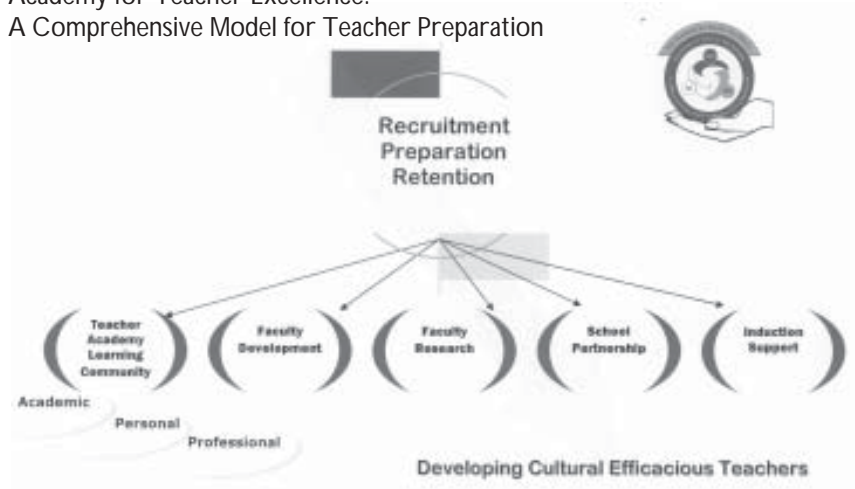 Academy for Teacher Excellence:
A Comprehensive Model for Teacher Preparation
Recruitment
Preparation
Retention
Teacher
Academy
Learning
Community
Faculty
Development
Faculty
Research
School
Partnership
Induction
Support
Academic
Personal
Professional
Developing Cultural Efficacious Teachers